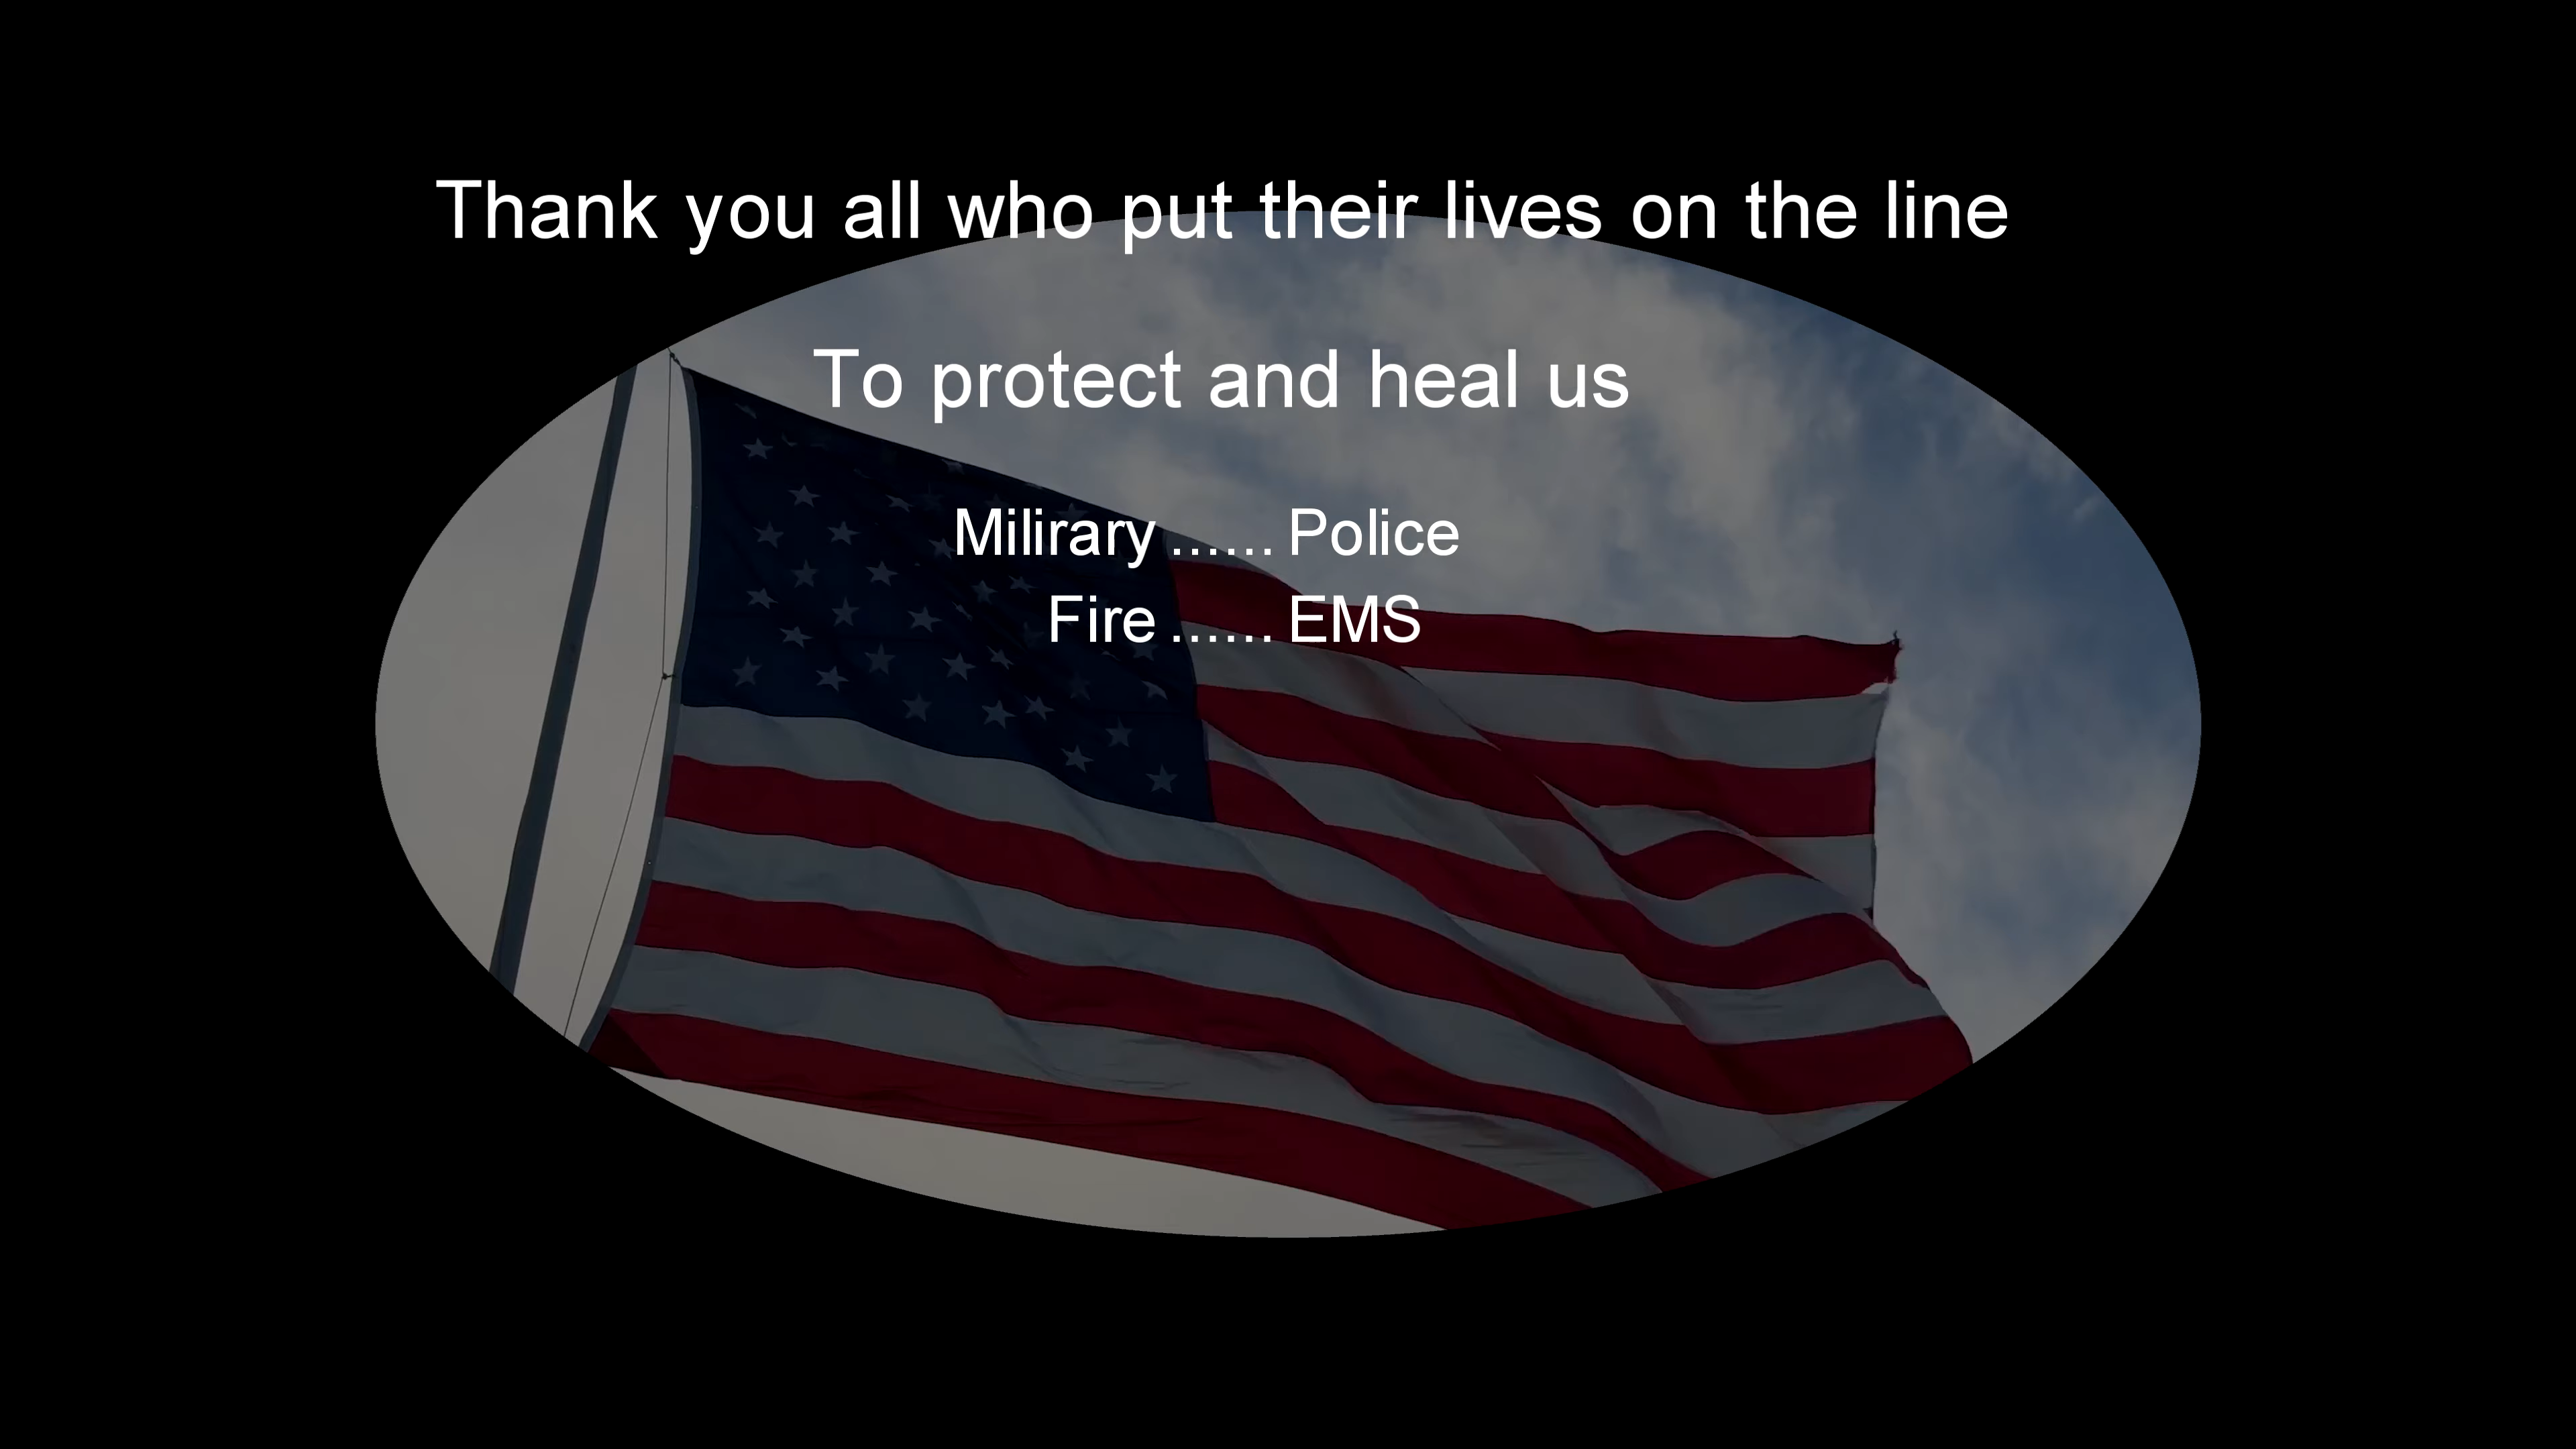 Thank you all who put their lives on the line
To protect and heal us
Milirary ...... Police
Fire ...... EMS